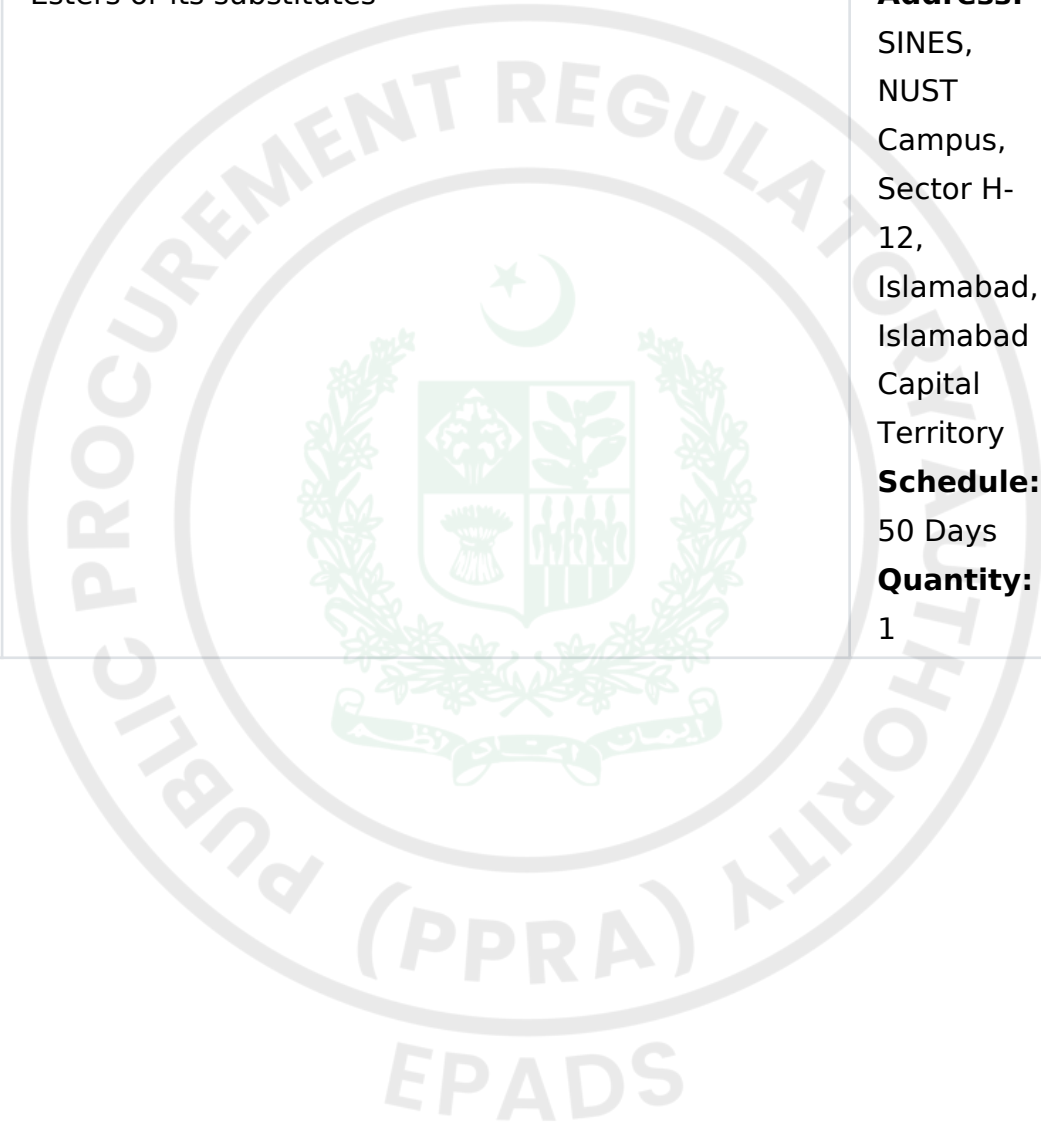 Esters or its substitutes
Address:
SINES,
NUST
Campus,
Sector H-
12,
Islamabad,
Islamabad
Capital
Territory
Schedule:
50 Days
Quantity:
1
PUBLIC PROCUREMENT REGULATORY AUTHORITY
(PPRA)
EPADS